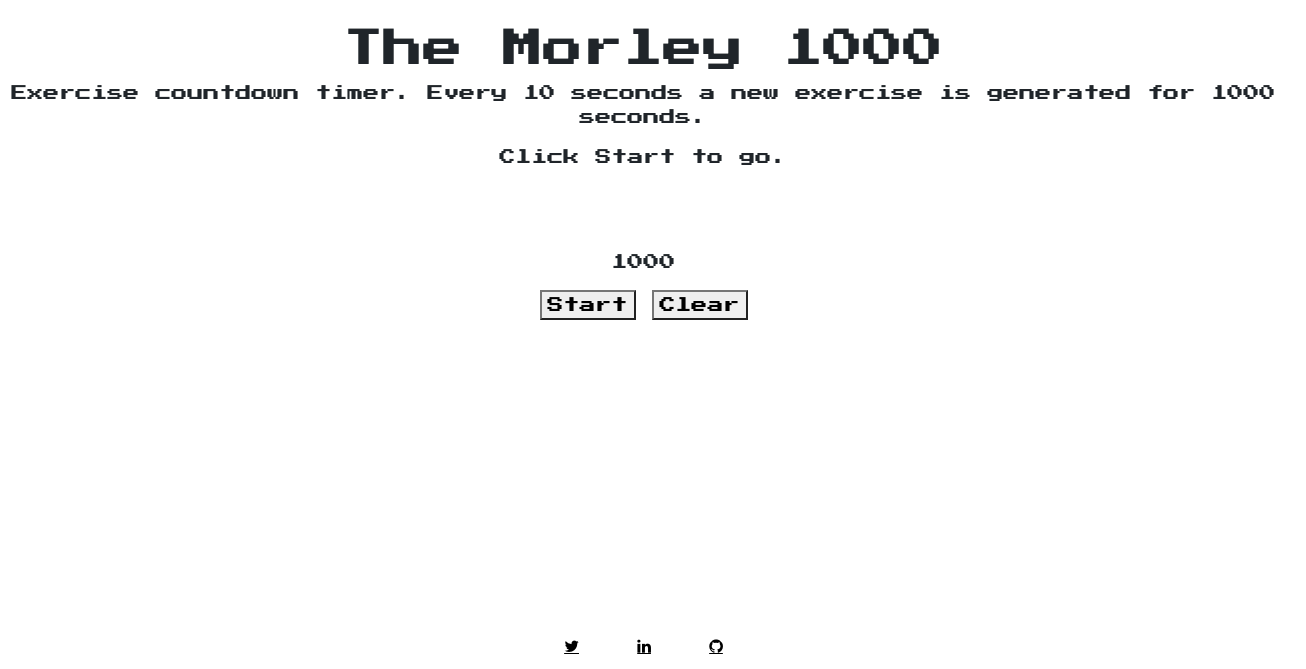 The Morley 1000
Exercise countdown timer. Every 10 seconds a new exercise is generated for 1000
seconds.
Click Start to go.
1000
Start Clear